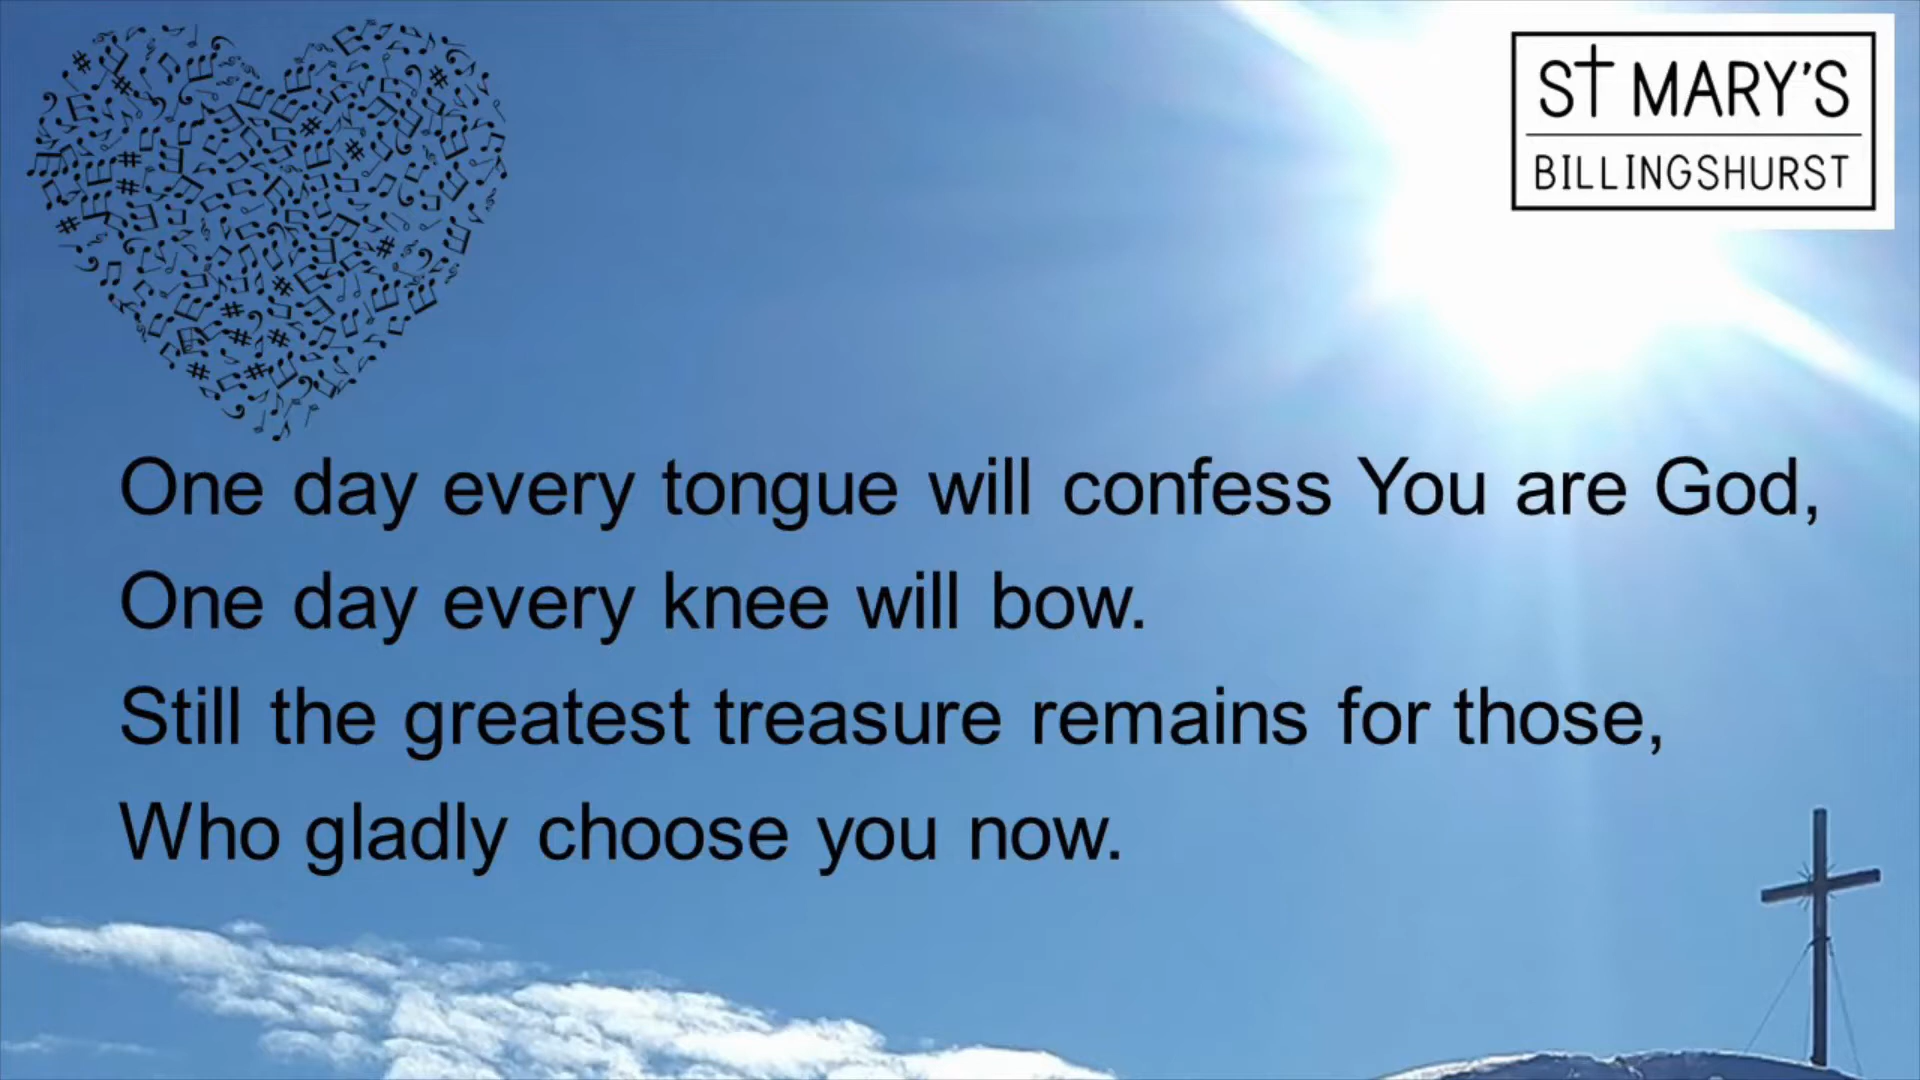 ST MARY'S
BILLINGSHURST
One day every tongue will confess You are God,
One day every knee will bow.
Still the greatest treasure remains for those,
Who gladly choose you now.